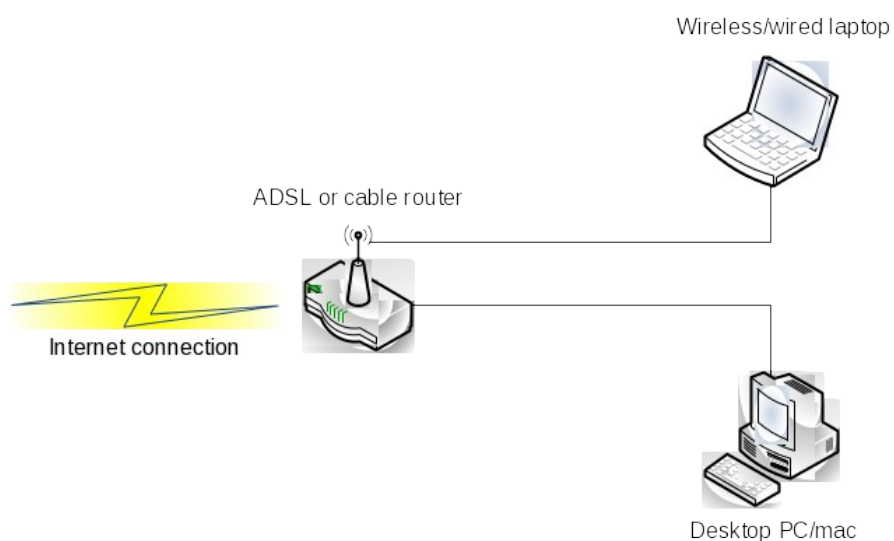 Wireless/wired laptop
ADSL or cable router
Internet connection
Desktop PC/mac